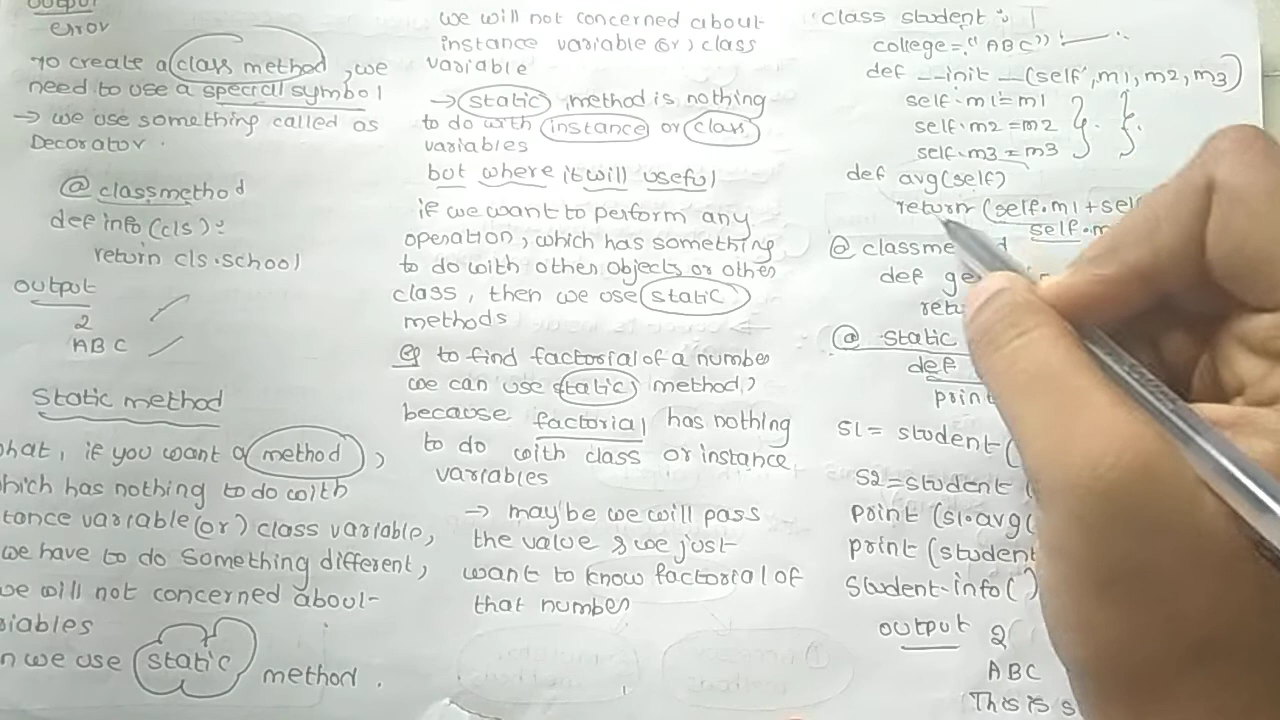 output
error
To create a class method, we
need to use a special symbol
→ we use something called as
Decorator.
@classmethod
def info(cls):
return cls.school
output
2
ABC
Static method
hat, if you want a method,
hich has nothing to do with
tance variable (or) class variable,
we have to do something different,
we will not concerned about
riables
n we use static method.
we will not concerned about
instance variable (or) class
variable
→ static method is nothing
to do with instance or class
variables
but where it will useful
if we want to perform any
operation, which has something
to do with other objects or other
class, then we use static
methods
eg to find factorial of a number
we can use static method,
because factorial has nothing
to do with class or instance
variables
→ maybe we will pass
the value & we just
want to know factorial of
that number
class student:
college="ABC"
def __init__(self,m1,m2,m3)
self.m1=m1
self.m2=m2
self.m3=m3
def avg(self)
return (self.m1+sel
self.m
@classme d
def ge
retu
@static
def
print
S1= student(
S2=student(
print (s1.avg(
print (student
student.info()
output 2
ABC
This is s